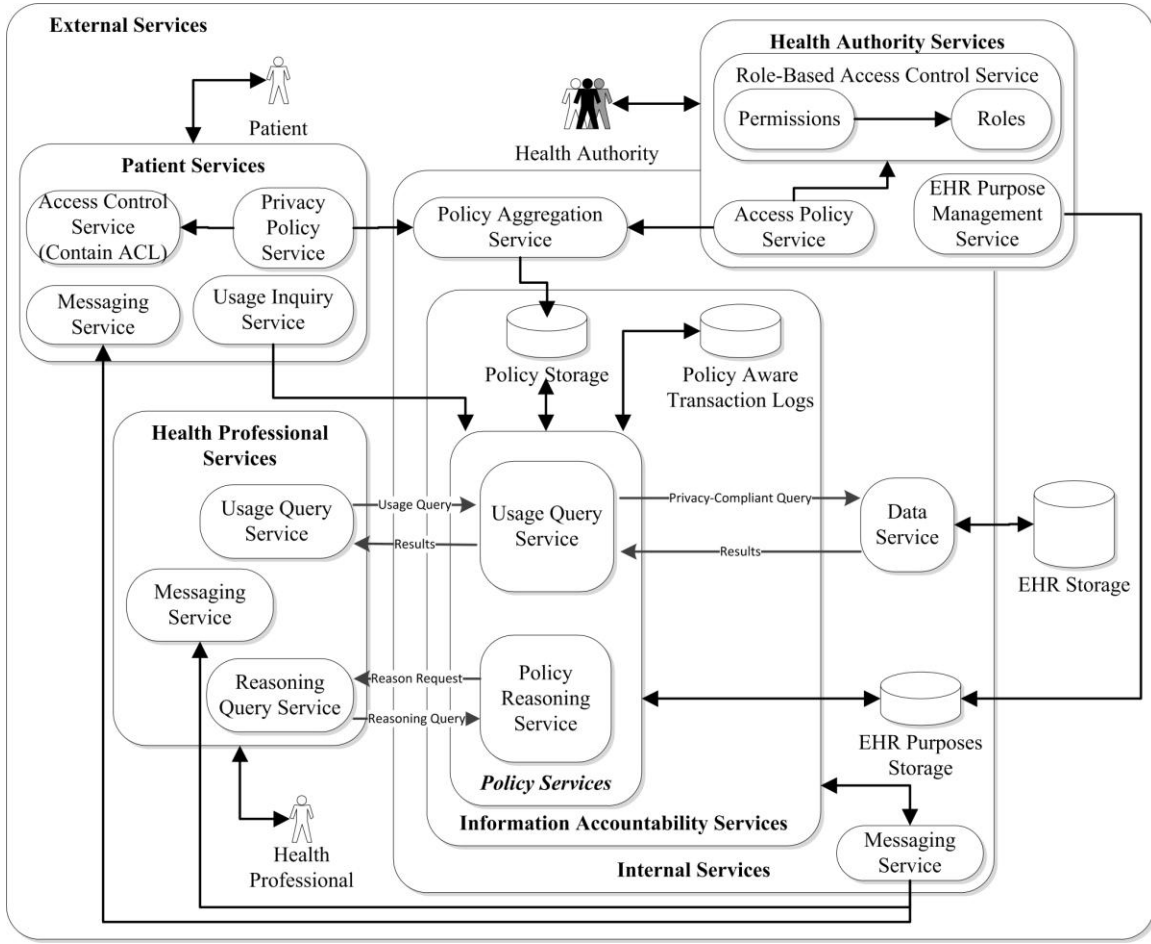 External Services
Health Authority Services
Role-Based Access Control Service
Permissions
Roles
Patient
Health Authority
Patient Services
Access Control
Service
(Contain ACL)
Privacy
Policy
Service
Policy Aggregation
Service
Access Policy
Service
EHR Purpose
Management
Service
Messaging
Service
Usage Inquiry
Service
Policy Storage
Policy Aware
Transaction Logs
Health Professional
Services
Usage Query
Service
Usage Query
Results
Usage Query
Service
Privacy-Compliant Query
Results
Data
Service
EHR Storage
Messaging
Service
Reasoning
Query Service
Reason Request
Reasoning Query
Policy
Reasoning
Service
EHR Purposes
Storage
Policy Services
Information Accountability Services
Messaging
Service
Internal Services
Health
Professional